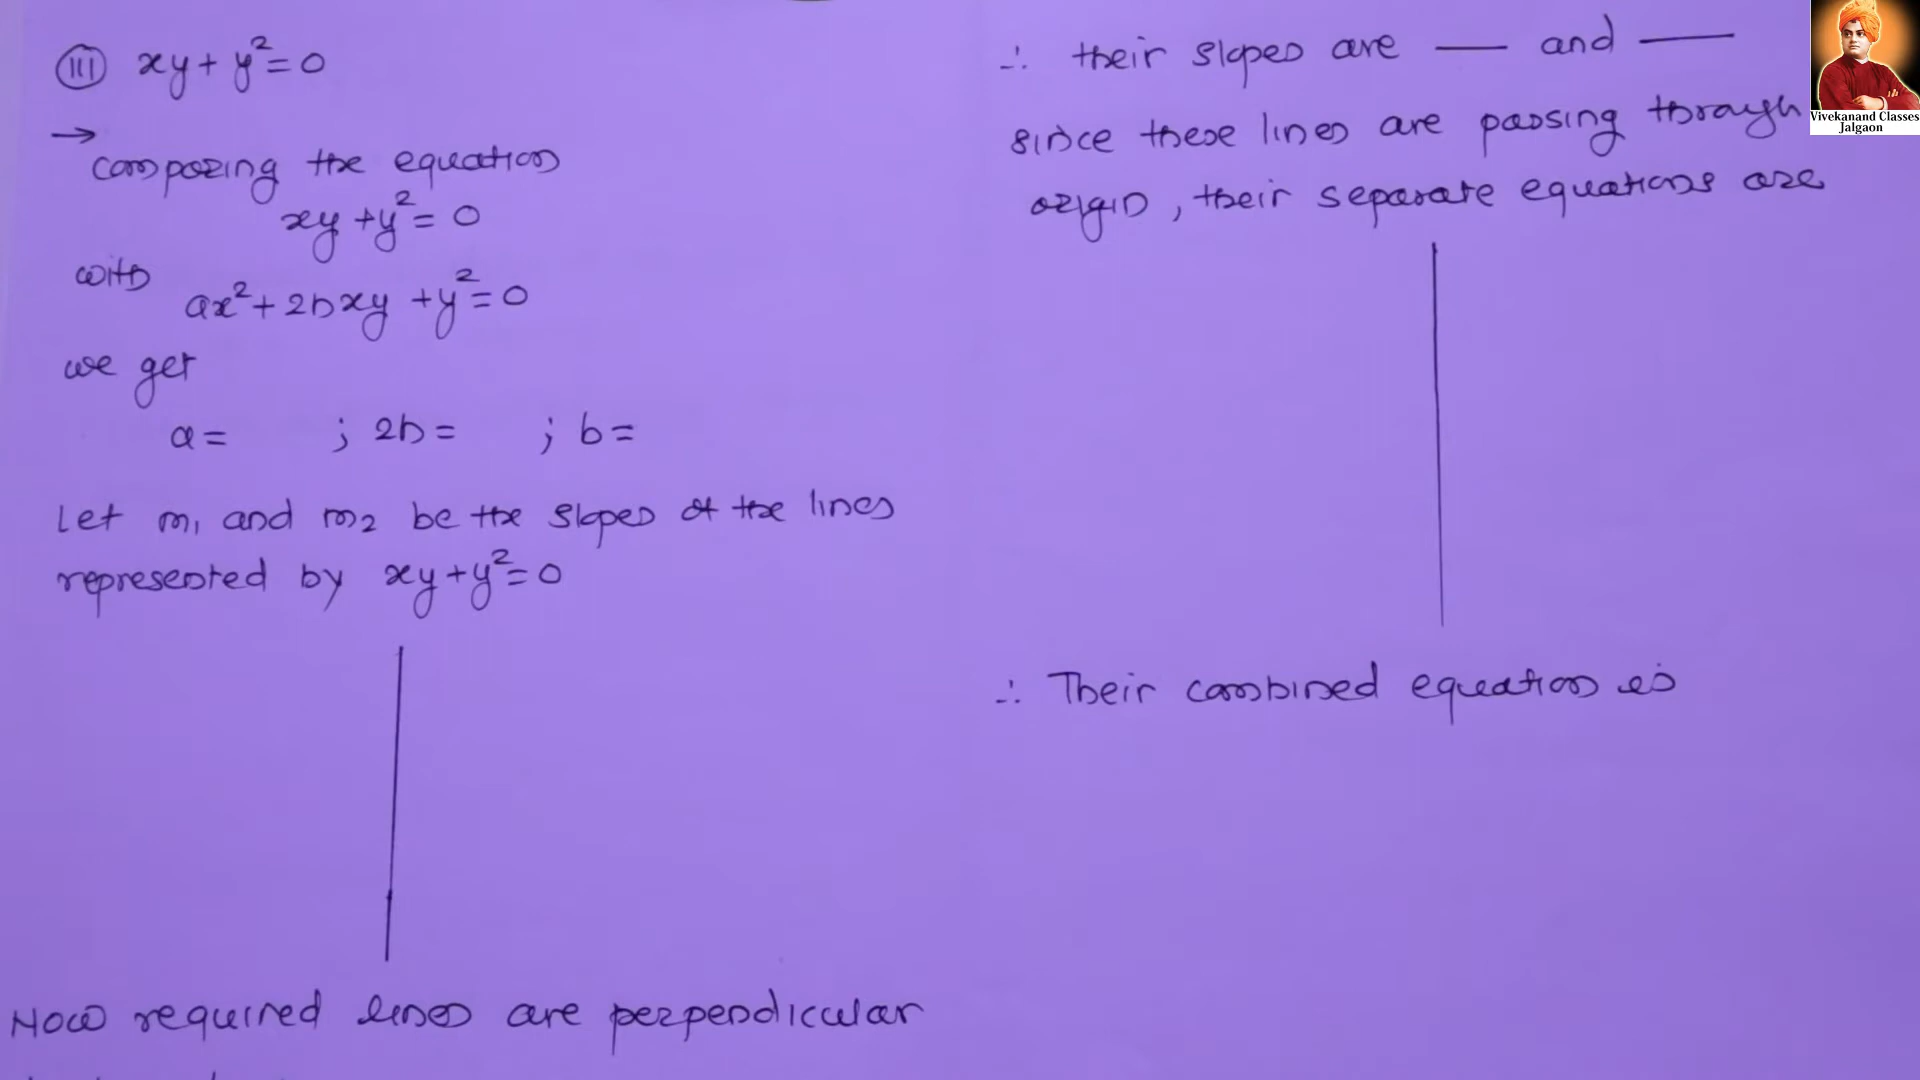 (III) xy + y² = 0
→
Comparing the equation
xy + y² = 0
with
ax² + 2hxy + y² = 0
we get
a =      ; 2h =      ; b =
Let m₁ and m₂ be the slopes of the lines
represented by xy + y² = 0
Now required lines are perpendicular
∴ their slopes are — and —
since these lines are passing through
origin, their separate equations are
∴ Their combined equation is
Vivekanand Classes
Jalgaon